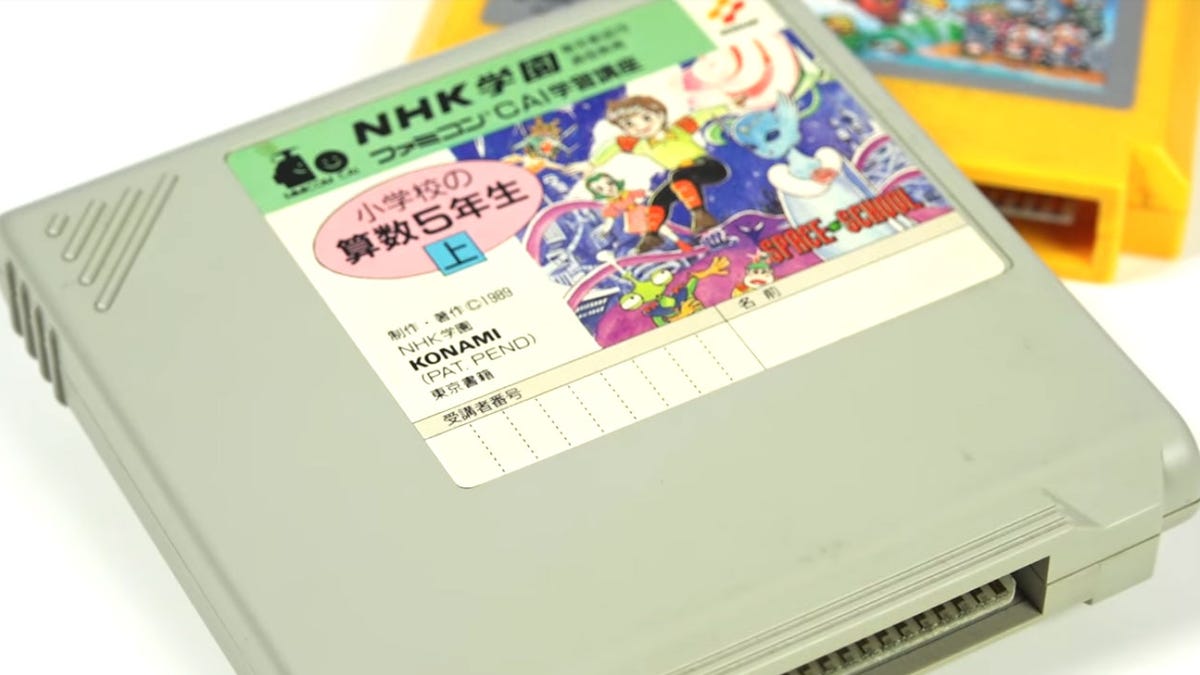 NHK学園
ファミコンCAI学習講座
小学校の
算数5年生
上
SPACE SCHOOL
制作・著作©1989
NHK学園
KONAMI
(PAT. PEND)
東京書籍
受講者番号
名前